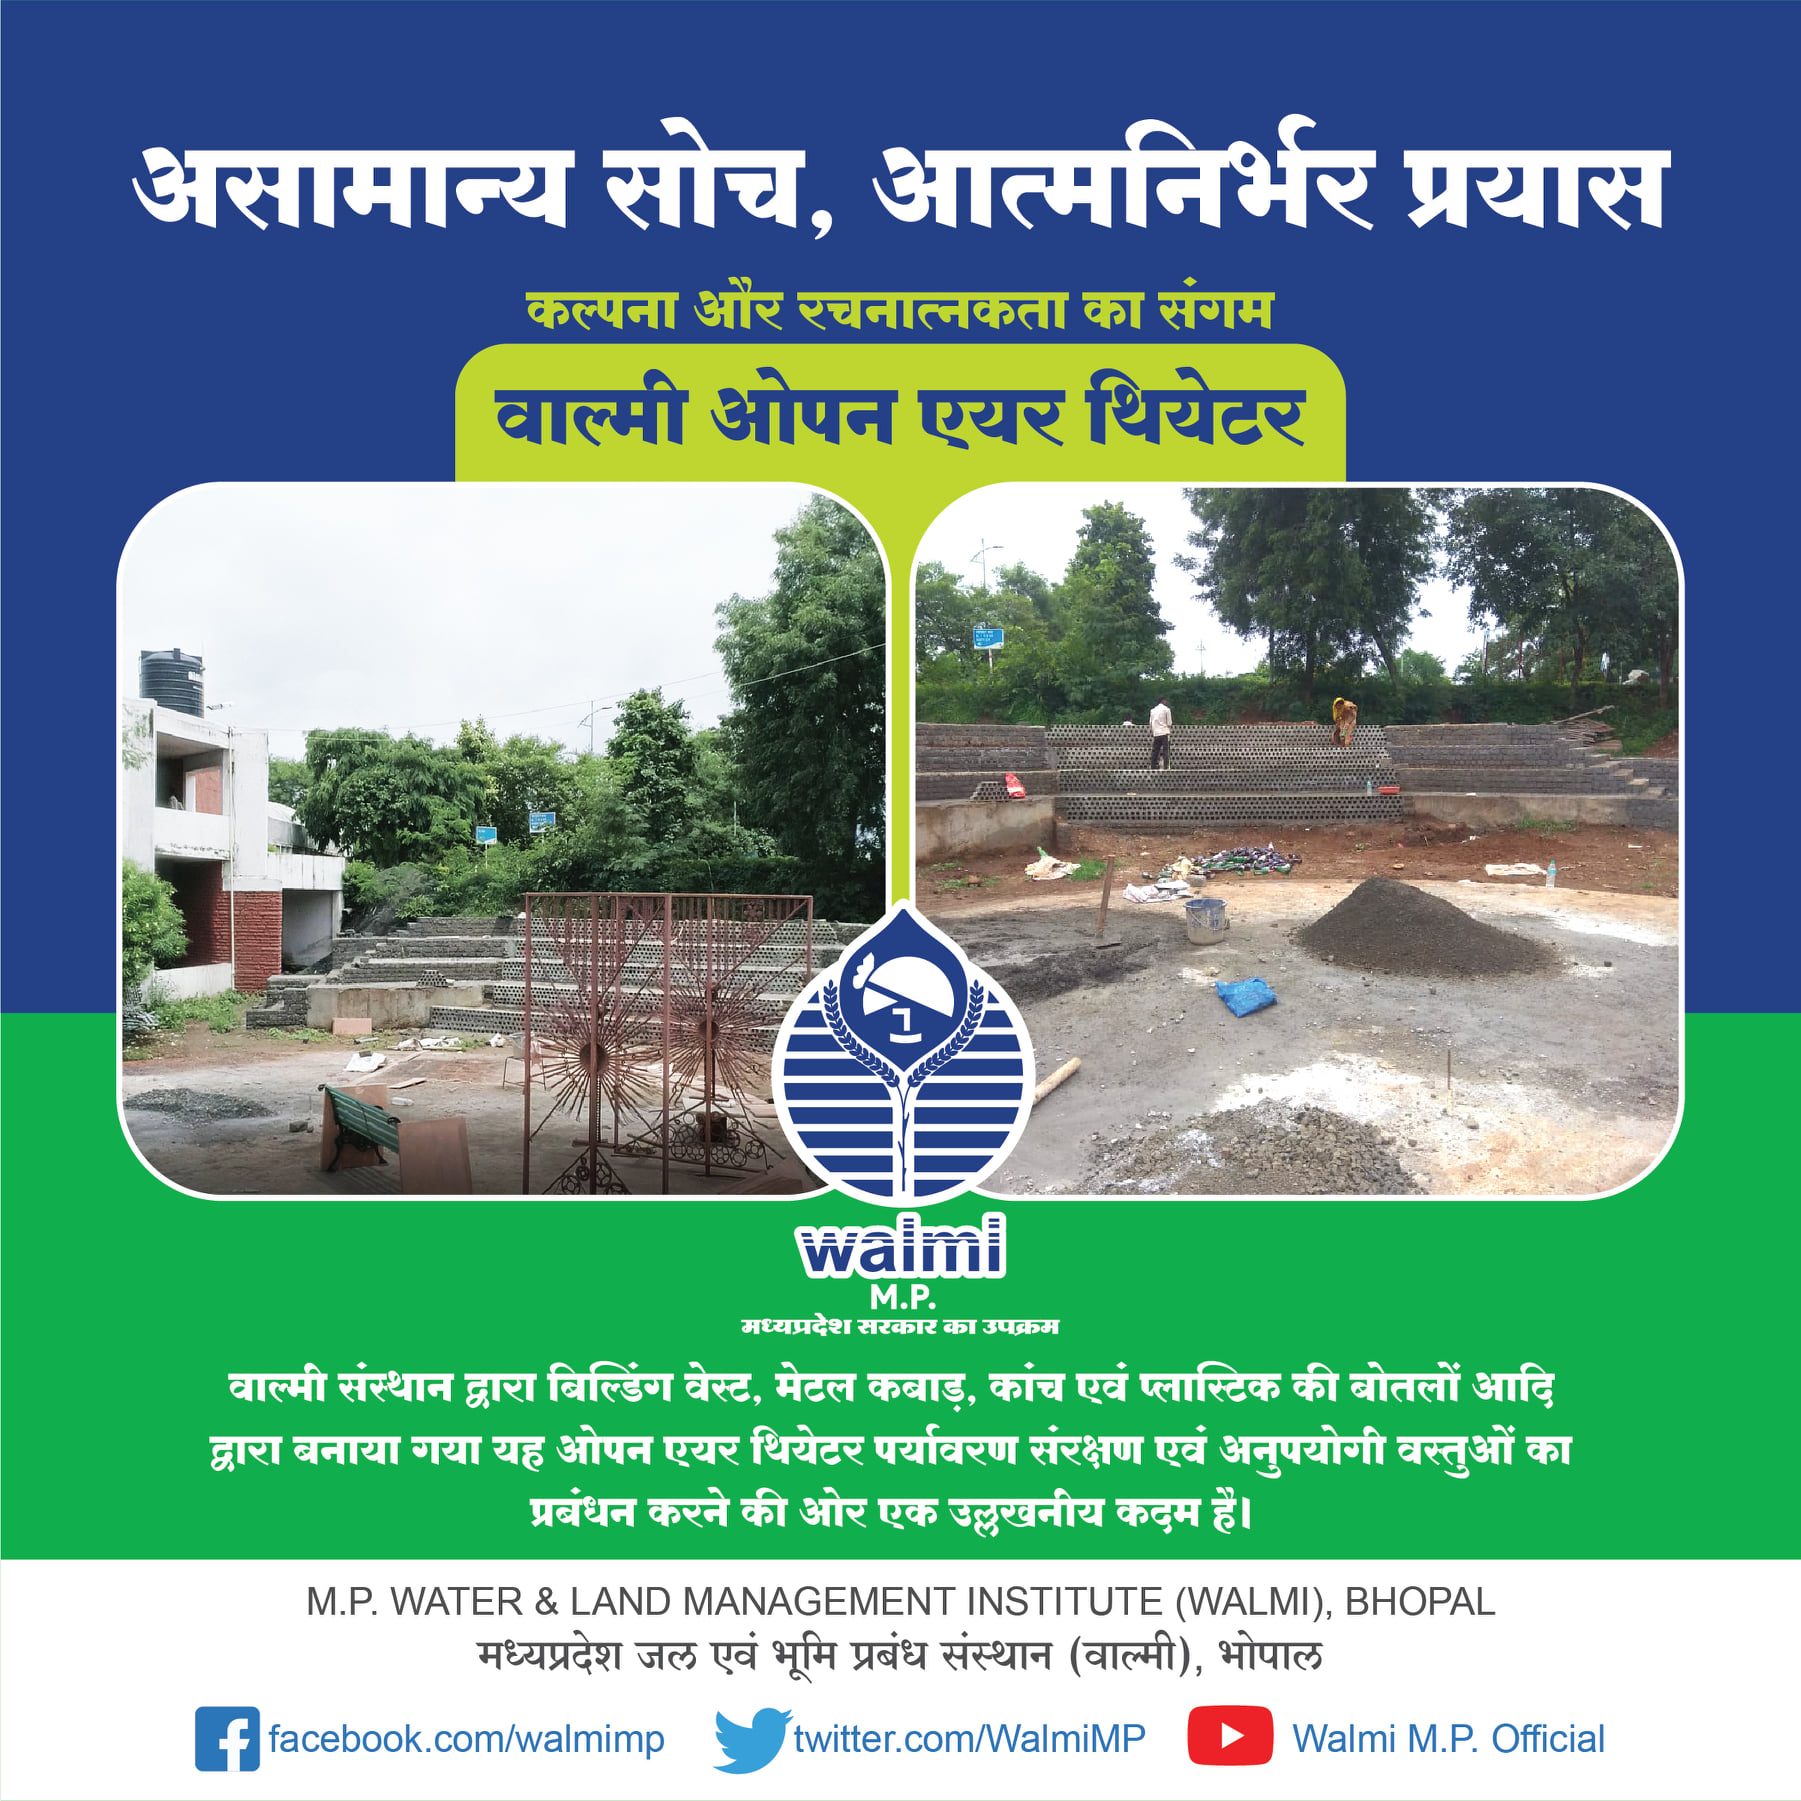 असामान्य सोच, आत्मनिर्भर प्रयास
कल्पना और रचनात्नकता का संगम
वाल्मी ओपन एयर थियेटर
walmi
M.P.
मध्यप्रदेश सरकार का उपक्रम
वाल्मी संस्थान द्वारा बिल्डिंग वेस्ट, मेटल कबाड़, कांच एवं प्लास्टिक की बोतलों आदि
द्वारा बनाया गया यह ओपन एयर थियेटर पर्यावरण संरक्षण एवं अनुपयोगी वस्तुओं का
प्रबंधन करने की ओर एक उल्लखनीय कदम है।
M.P. WATER & LAND MANAGEMENT INSTITUTE (WALMI), BHOPAL
मध्यप्रदेश जल एवं भूमि प्रबंध संस्थान (वाल्मी), भोपाल
facebook.com/walmimp
twitter.com/WalmiMP
Walmi M.P. Official